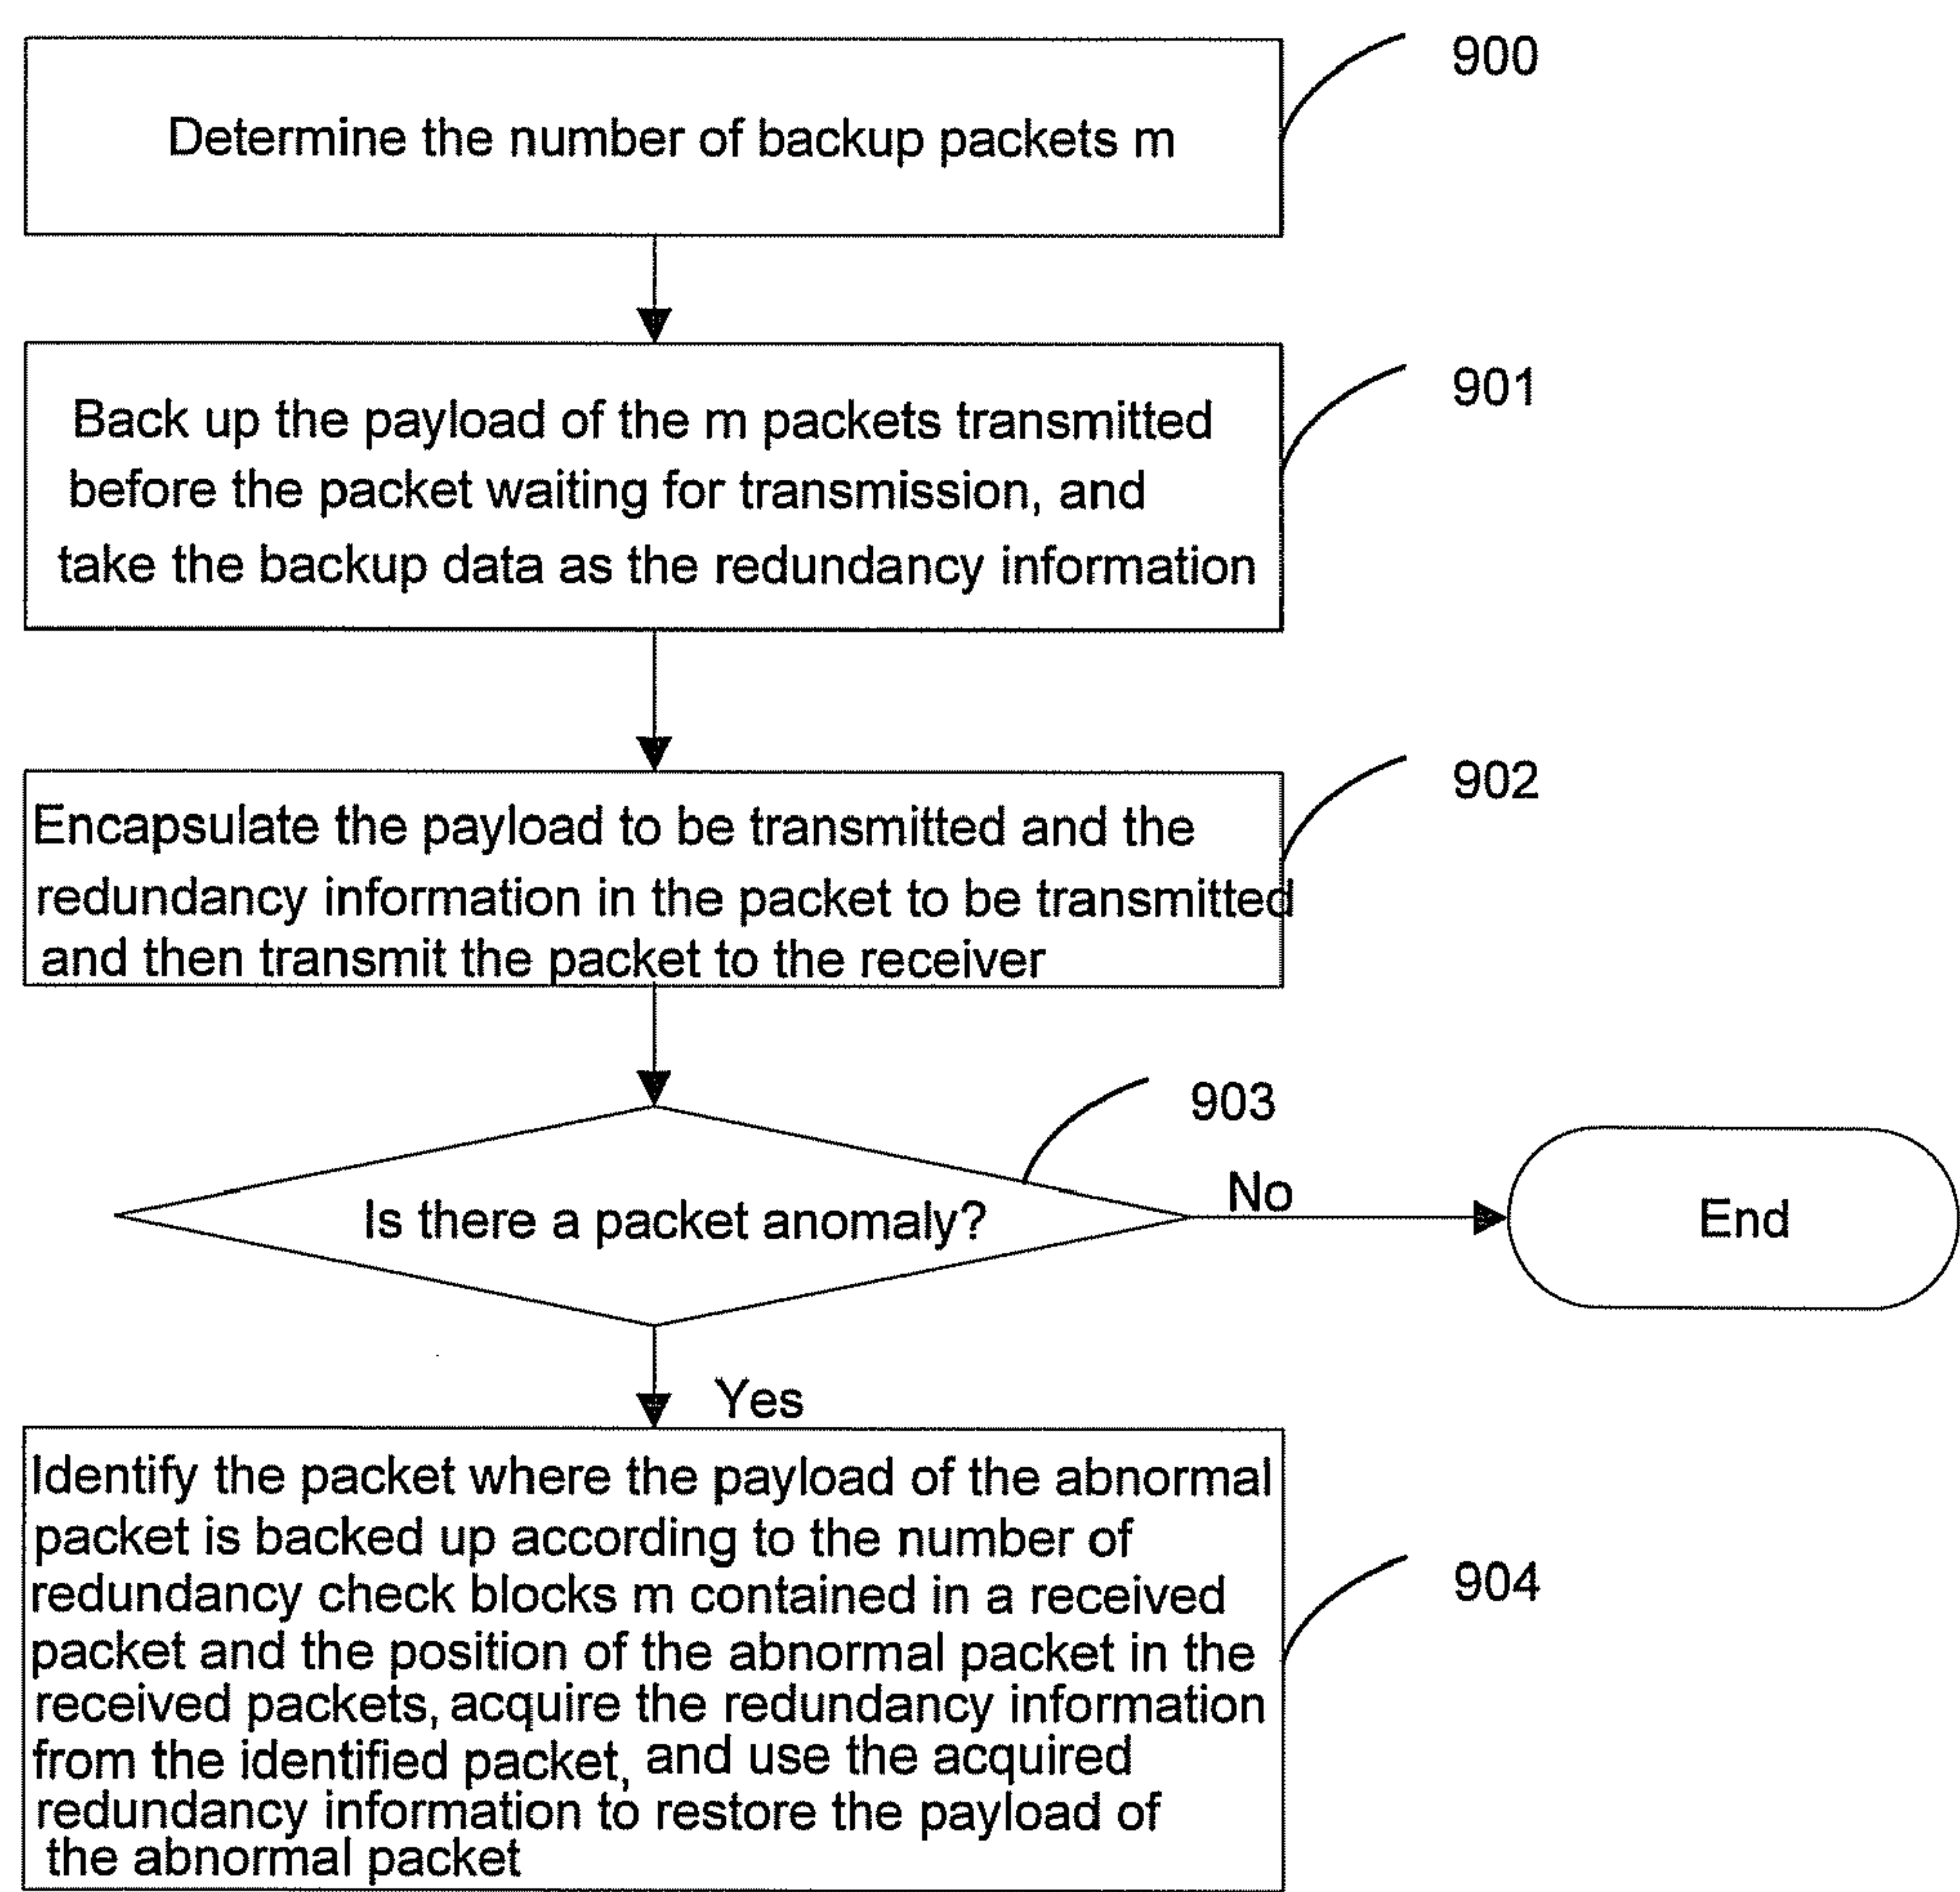 900
Determine the number of backup packets m
901
Back up the payload of the m packets transmitted
before the packet waiting for transmission, and
take the backup data as the redundancy information
902
Encapsulate the payload to be transmitted and the
redundancy information in the packet to be transmitted
and then transmit the packet to the receiver
903
Is there a packet anomaly?
No
End
Yes
Identify the packet where the payload of the abnormal
packet is backed up according to the number of
redundancy check blocks m contained in a received
packet and the position of the abnormal packet in the
received packets, acquire the redundancy information
from the identified packet, and use the acquired
redundancy information to restore the payload of
the abnormal packet
904